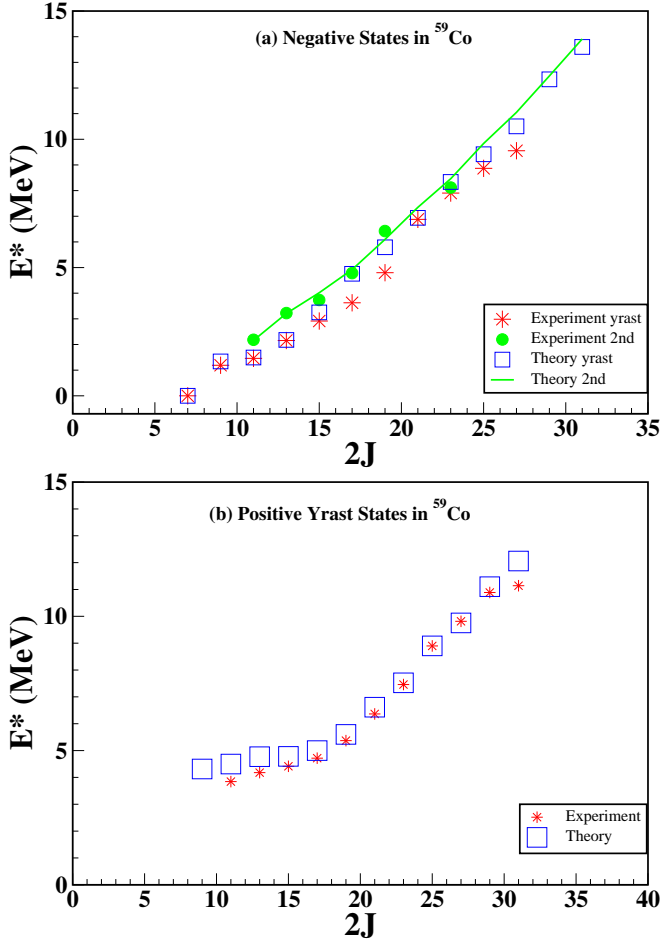 (a) Negative States in ⁵⁹Co
15
10
5
0
E* (MeV)
Experiment yrast
Experiment 2nd
Theory yrast
Theory 2nd
0 5 10 15 20 25 30 35
2J
(b) Positive Yrast States in ⁵⁹Co
15
10
5
0
E* (MeV)
Experiment
Theory
0 5 10 15 20 25 30 35 40
2J